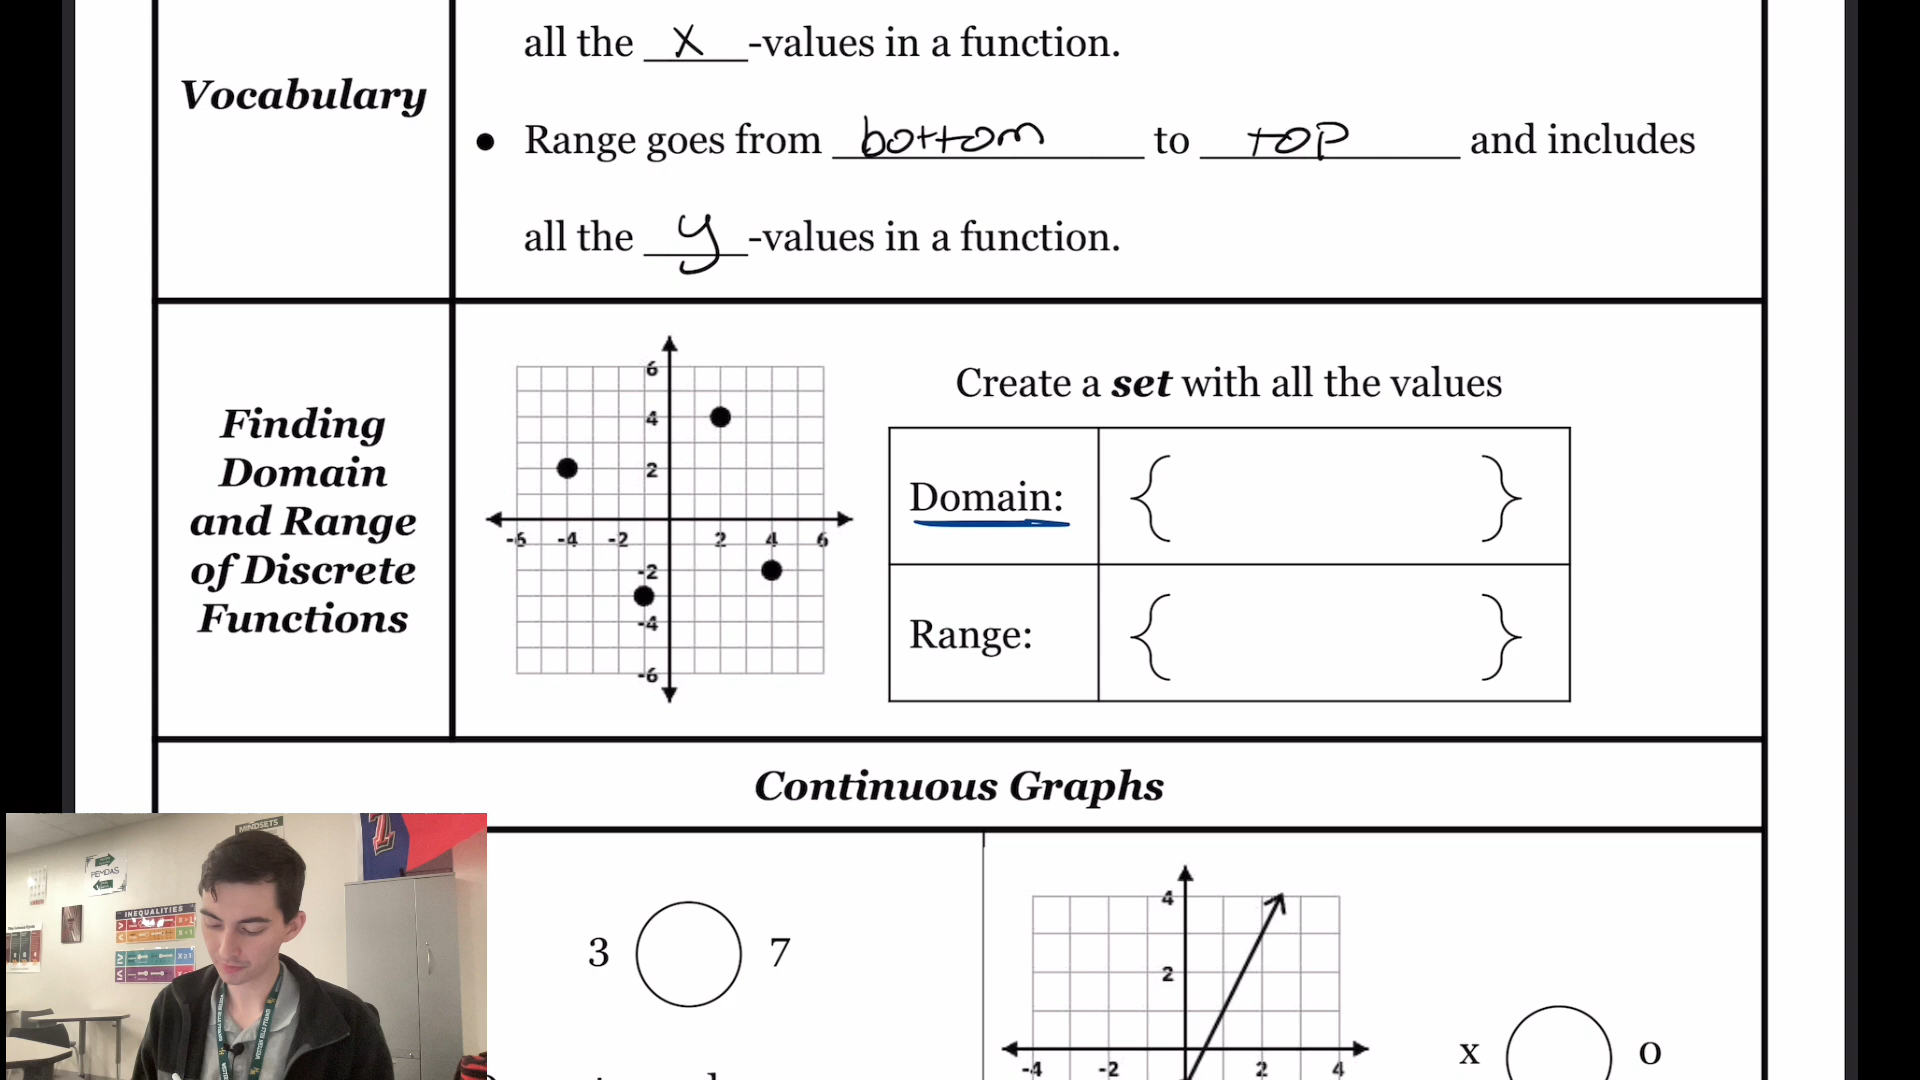 all the x -values in a function.
Vocabulary
• Range goes from bottom to top and includes
all the y -values in a function.
6
4
2
-6 -4 -2 2 4 6
-2
-4
-6
Finding
Domain
and Range
of Discrete
Functions
Create a set with all the values
Domain: { }
Range: { }
Continuous Graphs
3 7
4
2
-4 -2 2 4
x 0
MINDSETS
PEMDAS
INEQUALITIES